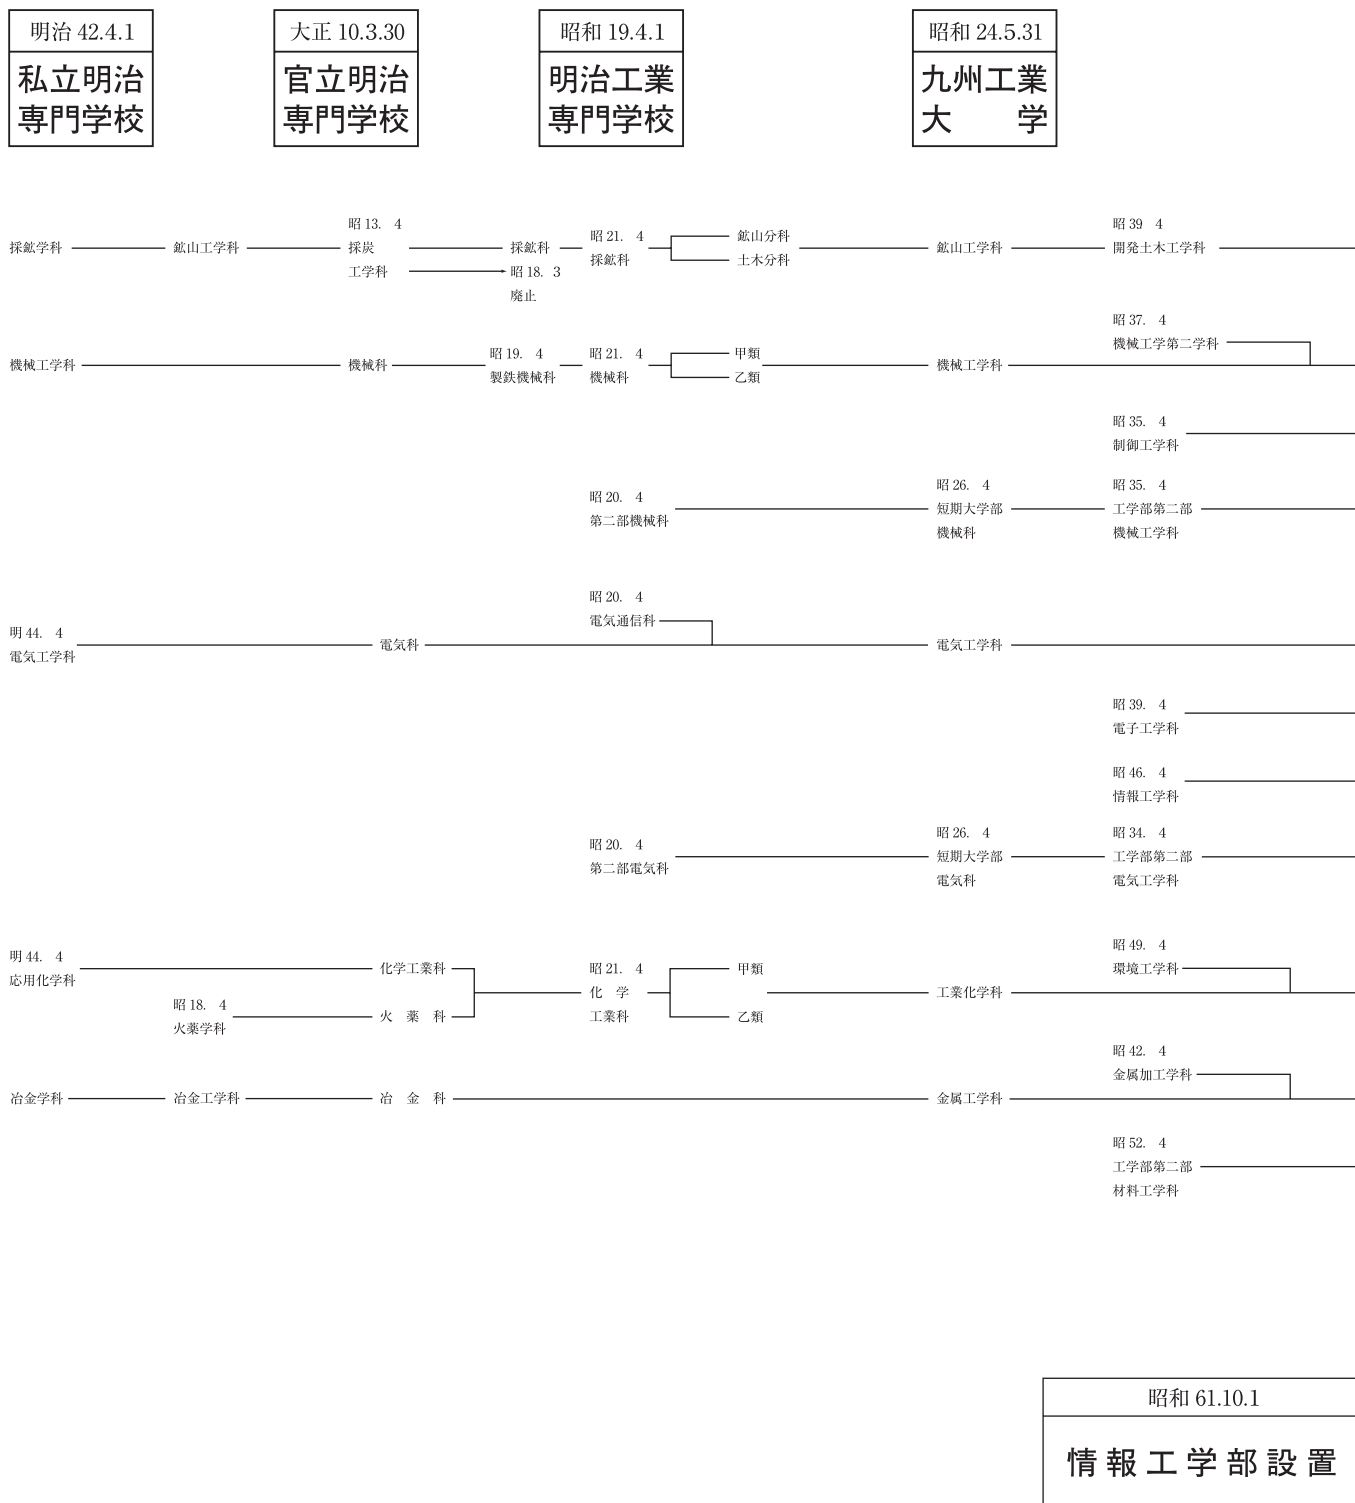 明治 42.4.1
私立明治
専門学校
大正 10.3.30
官立明治
専門学校
昭和 19.4.1
明治工業
専門学校
昭和 24.5.31
九州工業
大　　学
採鉱学科
鉱山工学科
昭 13.　4
採炭
工学科
採鉱科
昭 18.　3
廃止
昭 21.　4
採鉱科
鉱山分科
土木分科
鉱山工学科
昭 39　4
開発土木工学科
昭 37.　4
機械工学第二学科
機械工学科
機械科
昭 19.　4
製鉄機械科
昭 21.　4
機械科
甲類
乙類
機械工学科
昭 35.　4
制御工学科
昭 20.　4
第二部機械科
昭 26.　4
短期大学部
機械科
昭 35.　4
工学部第二部
機械工学科
明 44.　4
電気工学科
電気科
昭 20.　4
電気通信科
電気工学科
昭 39.　4
電子工学科
昭 46.　4
情報工学科
昭 20.　4
第二部電気科
昭 26.　4
短期大学部
電気科
昭 34.　4
工学部第二部
電気工学科
明 44.　4
応用化学科
昭 18.　4
火薬学科
化学工業科
火　薬　科
昭 21.　4
化　学
工業科
甲類
乙類
工業化学科
昭 49.　4
環境工学科
昭 42.　4
金属加工学科
冶金学科
冶金工学科
冶　金　科
金属工学科
昭 52.　4
工学部第二部
材料工学科
昭和 61.10.1
情報工学部設置